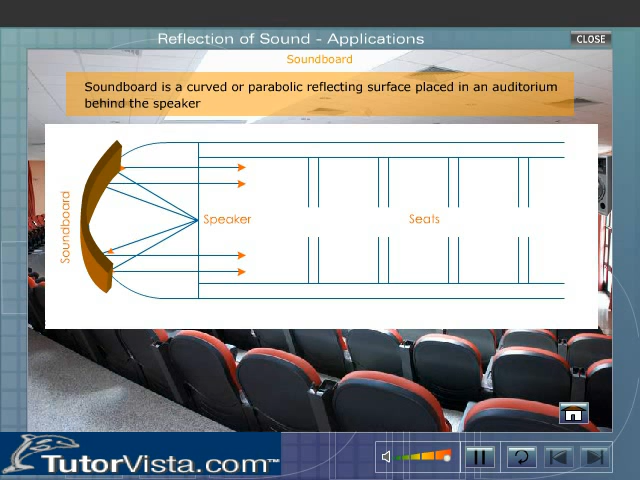 Reflection of Sound - Applications
CLOSE
Soundboard
Soundboard is a curved or parabolic reflecting surface placed in an auditorium
behind the speaker
Soundboard
Speaker
Seats
TutorVista.com™